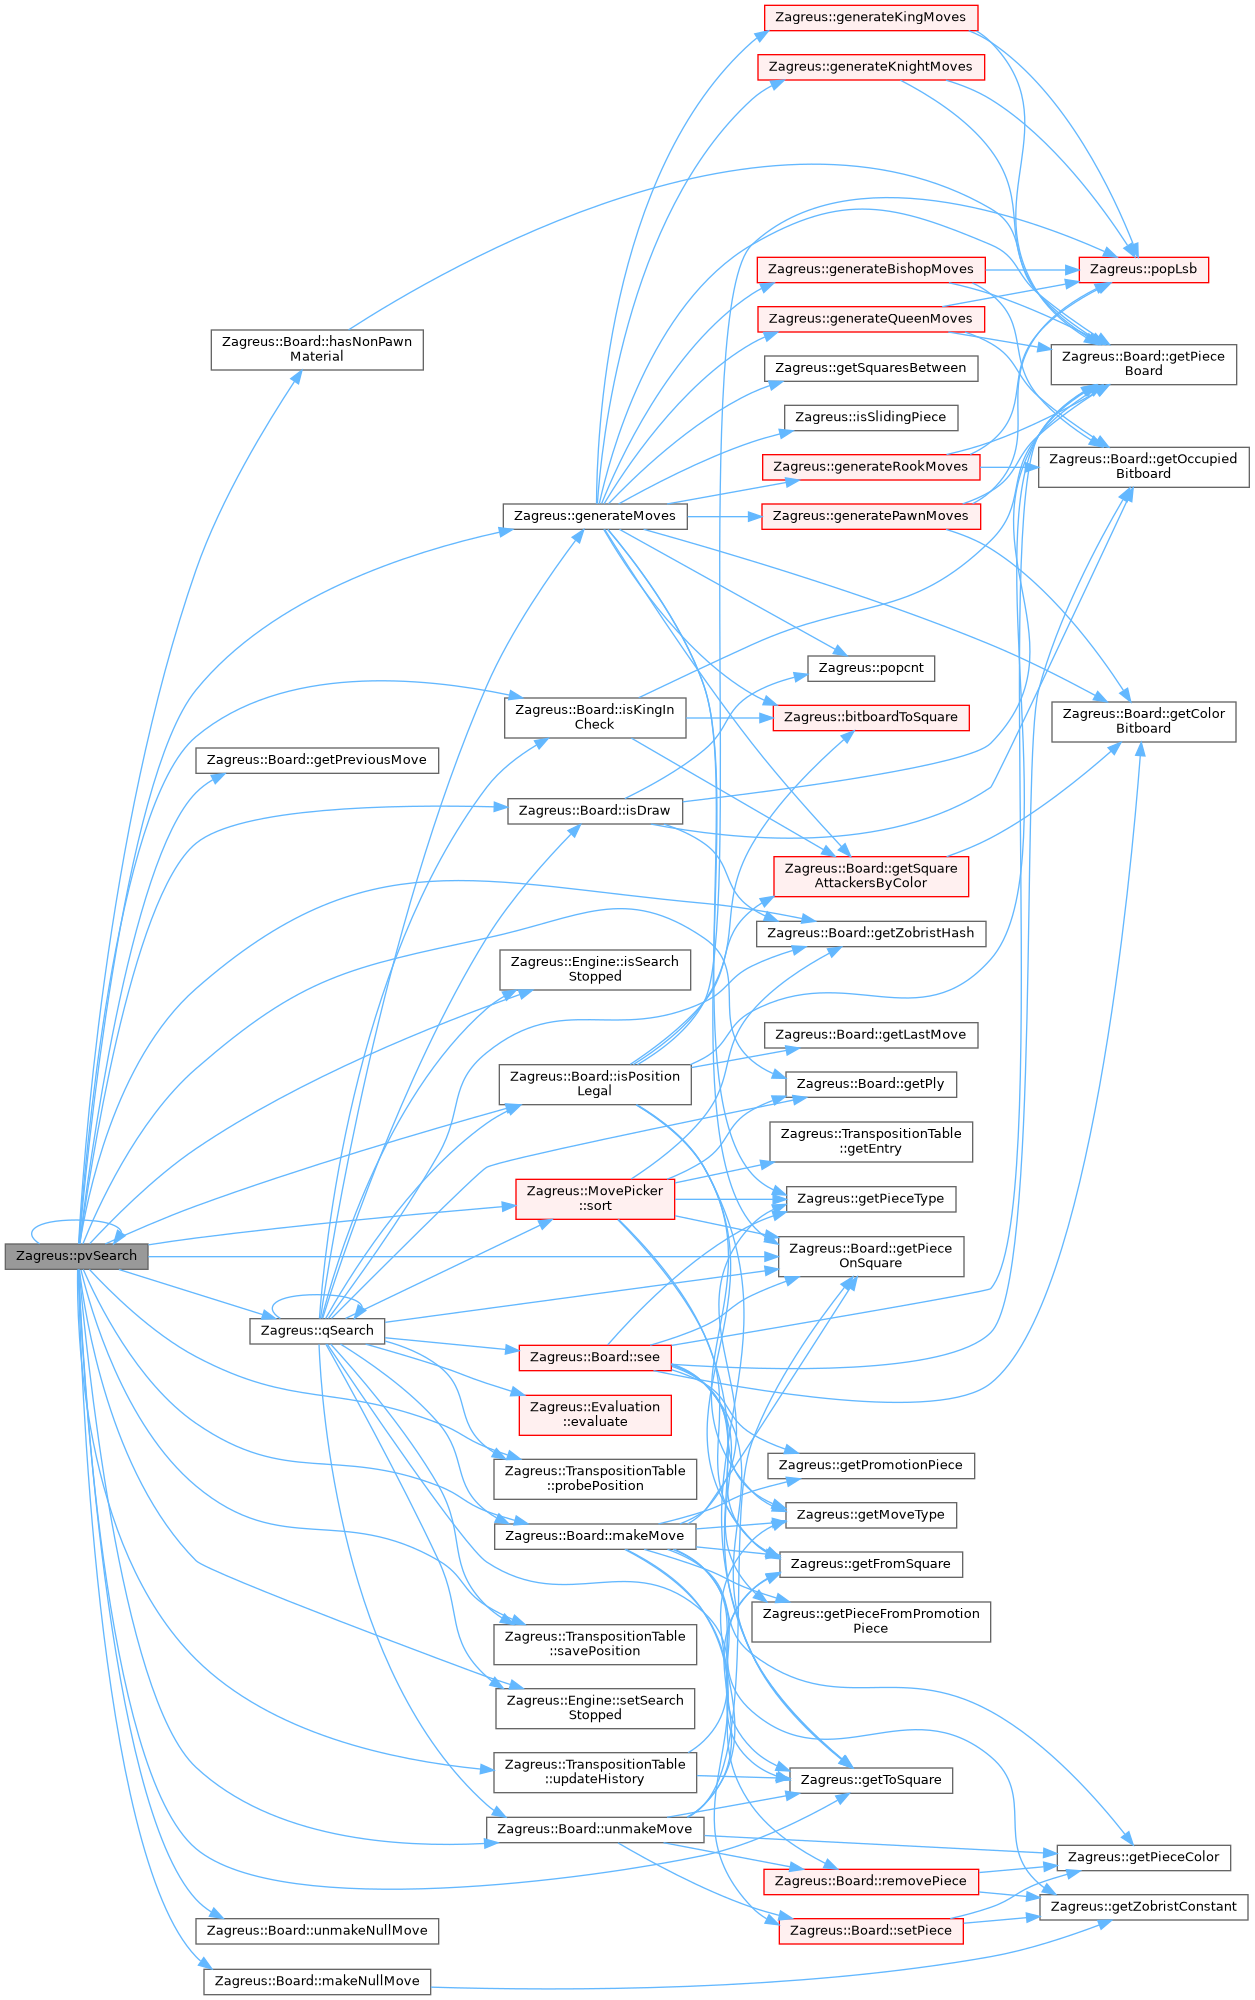 Zagreus::generateKingMoves
Zagreus::generateKnightMoves
Zagreus::generateBishopMoves
Zagreus::popLsb
Zagreus::generateQueenMoves
Zagreus::Board::hasNonPawn
Material
Zagreus::Board::getPiece
Board
Zagreus::getSquaresBetween
Zagreus::isSlidingPiece
Zagreus::generateRookMoves
Zagreus::Board::getOccupied
Bitboard
Zagreus::generateMoves
Zagreus::generatePawnMoves
Zagreus::popcnt
Zagreus::Board::isKingIn
Check
Zagreus::bitboardToSquare
Zagreus::Board::getColor
Bitboard
Zagreus::Board::getPreviousMove
Zagreus::Board::isDraw
Zagreus::Board::getSquare
AttackersByColor
Zagreus::Board::getZobristHash
Zagreus::Engine::isSearch
Stopped
Zagreus::Board::getLastMove
Zagreus::Board::isPosition
Legal
Zagreus::Board::getPly
Zagreus::TranspositionTable
::getEntry
Zagreus::MovePicker
::sort
Zagreus::getPieceType
Zagreus::pvSearch
Zagreus::Board::getPiece
OnSquare
Zagreus::qSearch
Zagreus::Board::see
Zagreus::Evaluation
::evaluate
Zagreus::getPromotionPiece
Zagreus::TranspositionTable
::probePosition
Zagreus::getMoveType
Zagreus::Board::makeMove
Zagreus::getFromSquare
Zagreus::getPieceFromPromotion
Piece
Zagreus::TranspositionTable
::savePosition
Zagreus::Engine::setSearch
Stopped
Zagreus::TranspositionTable
::updateHistory
Zagreus::getToSquare
Zagreus::Board::unmakeMove
Zagreus::getPieceColor
Zagreus::Board::removePiece
Zagreus::getZobristConstant
Zagreus::Board::unmakeNullMove
Zagreus::Board::setPiece
Zagreus::Board::makeNullMove